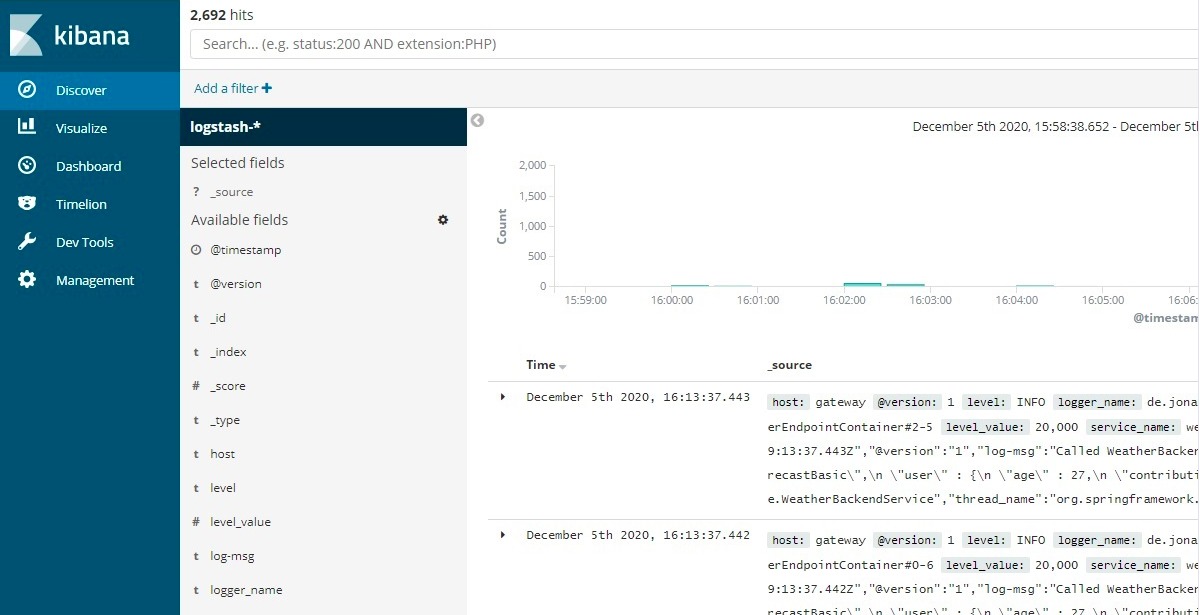 kibana
Discover
Visualize
Dashboard
Timelion
Dev Tools
Management
2,692 hits
Search... (e.g. status:200 AND extension:PHP)
Add a filter +
logstash-*
Selected fields
? _source
Available fields
@timestamp
t @version
t _id
t _index
# _score
t _type
t host
t level
# level_value
t log-msg
t logger_name
December 5th 2020, 15:58:38.652 - December 5t
Count
2,000
1,500
1,000
500
0
15:59:00 16:00:00 16:01:00 16:02:00 16:03:00 16:04:00 16:05:00 16:06:
@timestam
Time _source
December 5th 2020, 16:13:37.443
host: gateway @version: 1 level: INFO logger_name: de.jona
erEndpointContainer#2-5 level_value: 20,000 service_name: we
9:13:37.443Z","@version":"1","log-msg":"Called WeatherBacken
recastBasic\",\n \"user\" : {\n \"age\" : 27,\n \"contributi
e.WeatherBackendService","thread_name":"org.springframework.
December 5th 2020, 16:13:37.442
host: gateway @version: 1 level: INFO logger_name: de.jona
erEndpointContainer#0-6 level_value: 20,000 service_name: we
9:13:37.442Z","@version":"1","log-msg":"Called WeatherBacken
recastBasic\",\n \"user\" : {\n \"age\" : 27,\n \"contributi